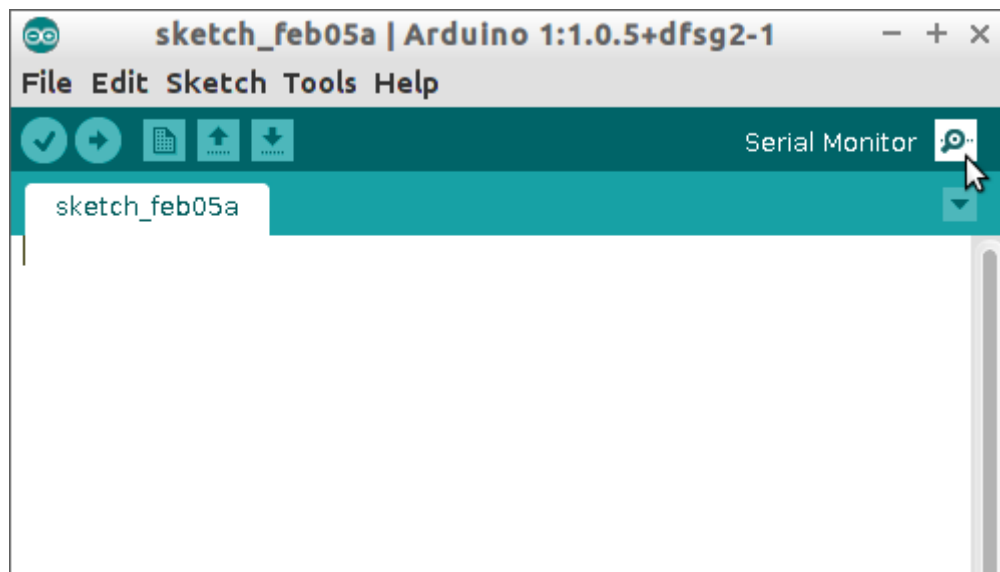 sketch_feb05a | Arduino 1:1.0.5+dfsg2-1
File Edit Sketch Tools Help
Serial Monitor
sketch_feb05a